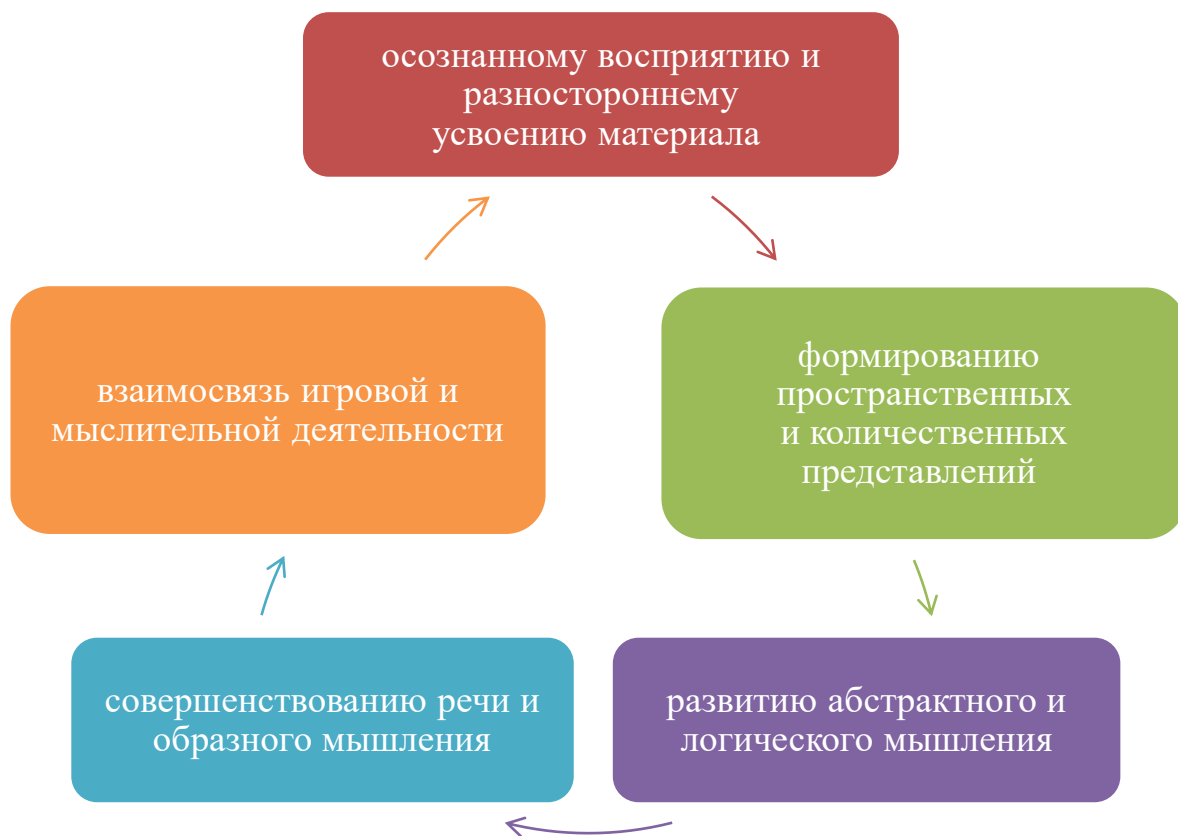 осознанному восприятию и
разностороннему
усвоению материала
формированию
пространственных
и количественных
представлений
развитию абстрактного и
логического мышления
совершенствованию речи и
образного мышления
взаимосвязь игровой и
мыслительной деятельности